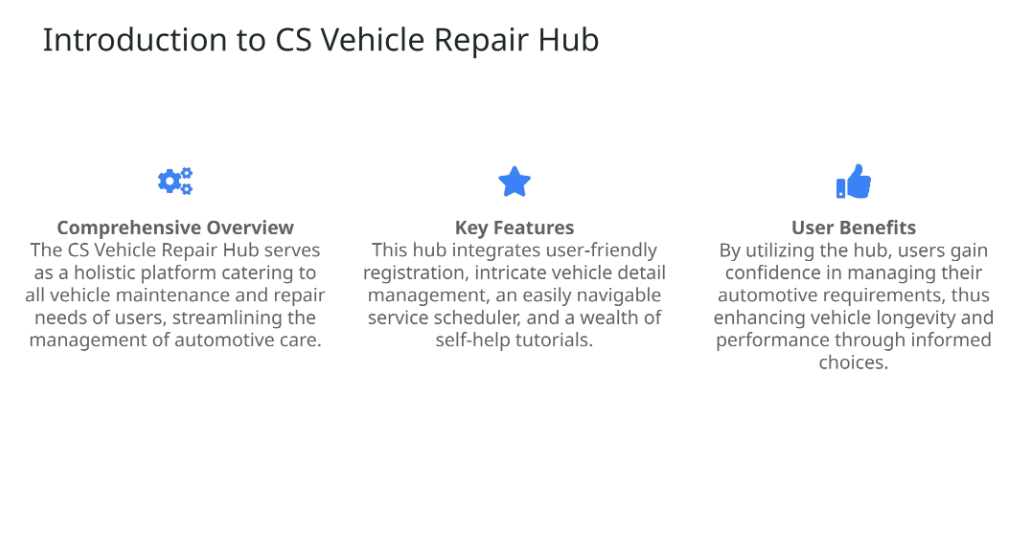 Introduction to CS Vehicle Repair Hub
Comprehensive Overview
The CS Vehicle Repair Hub serves
as a holistic platform catering to
all vehicle maintenance and repair
needs of users, streamlining the
management of automotive care.
Key Features
This hub integrates user-friendly
registration, intricate vehicle detail
management, an easily navigable
service scheduler, and a wealth of
self-help tutorials.
User Benefits
By utilizing the hub, users gain
confidence in managing their
automotive requirements, thus
enhancing vehicle longevity and
performance through informed
choices.